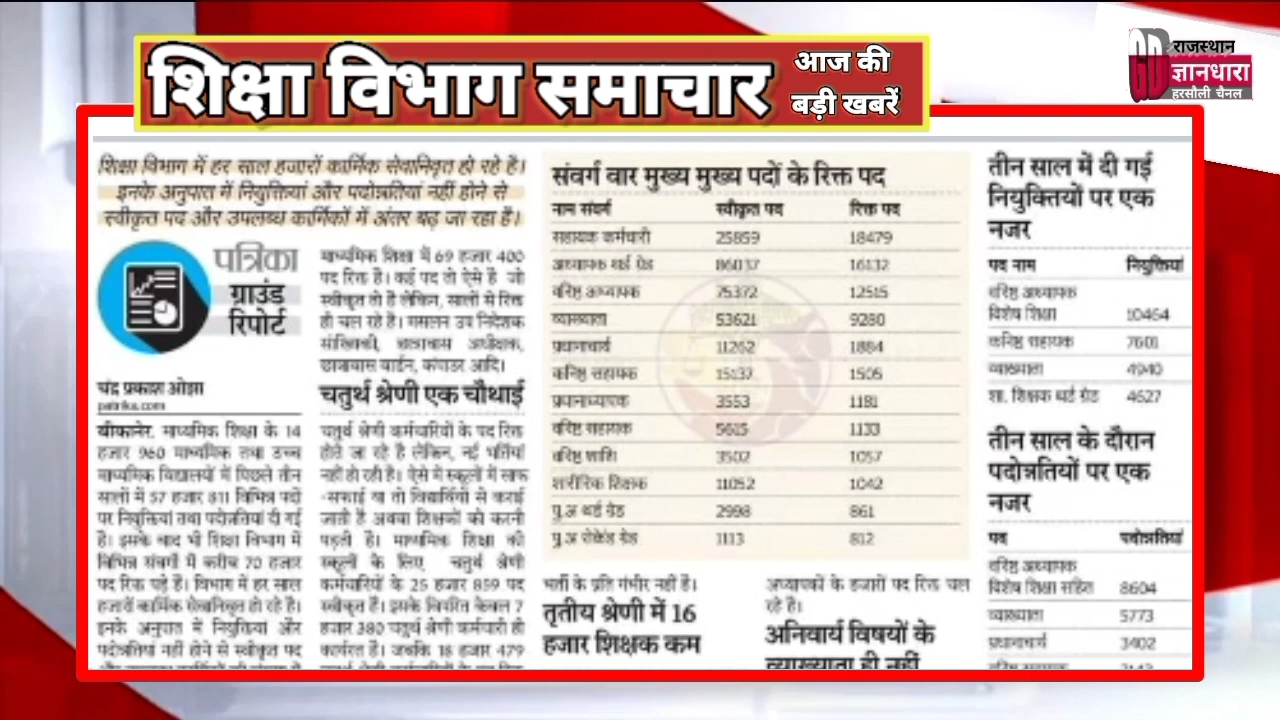 शिक्षा विभाग समाचार
आज की
बड़ी खबरें
राजस्थान
ज्ञानधारा
हरसौली चैनल
शिक्षा विभाग में हर साल हजारों कार्मिक सेवानिवृत हो रहे है।
इनके अनुपात में नियुक्तियां और पदोन्नतियां नहीं होने से
स्वीकृत पद और उपलब्ध कार्मिकों में अंतर बढ़ जा रहा है।
पत्रिका
ग्राउंड
रिपोर्ट
चंद्र प्रकाश ओझा
patrika.com
बीकानेर. माध्यमिक शिक्षा के 14
हजार 960 माध्यमिक तथा उच्च
माध्यमिक विद्यालयों में पिछले तीन
सालों में 57 हजार 811 विभिन्न पदों
पर नियुक्तियां तथा पदोन्नतियां दी गई
है। इसके बाद भी शिक्षा विभाग में
विभिन्न संवर्गों में करीब 70 हजार
पद रिक्त पड़े हैं। विभाग में हर साल
हजारों कार्मिक सेवानिवृत हो रहे है।
इनके अनुपात में नियुक्तियां और
पदोन्नतियां नहीं होने से स्वीकृत पद
माध्यमिक शिक्षा में 69 हजार 400
पद रिक्त है। कई पद तो ऐसे है जो
स्वीकृत तो है लेकिन, सालों से रिक्त
ही चल रहे है। मसलन उप निदेशक
सांख्यिकी, छात्रावास अधीक्षक,
छात्रावास वार्डन, कंपाउंडर आदि।
चतुर्थ श्रेणी एक चौथाई
चतुर्थ श्रेणी कर्मचारियों के पद रिक्त
होते जा रहे है लेकिन, नई भर्तियां
नहीं हो रही है। ऐसे में स्कूलों में साफ
-सफाई या तो विद्यार्थियों से कराई
जाती है अथवा शिक्षकों को करनी
पड़ती है। माध्यमिक शिक्षा की
स्कूलों के लिए चतुर्थ श्रेणी
कर्मचारियों के 25 हजार 859 पद
स्वीकृत है। इसके विपरित केवल 7
हजार 380 चतुर्थ श्रेणी कर्मचारी ही
कार्यरत है। जबकि 18 हजार 479
संवर्ग वार मुख्य मुख्य पदों के रिक्त पद
नाम संवर्ग स्वीकृत पद रिक्त पद
सहायक कर्मचारी 25859 18479
अध्यापक थर्ड ग्रेड 86037 16132
वरिष्ठ अध्यापक 75372 12515
व्याख्याता 53621 9280
प्रधानाचार्य 11262 1884
कनिष्ठ सहायक 15137 1505
प्रधानाध्यापक 3553 1181
वरिष्ठ सहायक 5615 1133
वरिष्ठ शाशि 3502 1057
शारीरिक शिक्षक 11052 1042
पु.अ थर्ड ग्रेड 2998 861
पु.अ सेकेंड ग्रेड 1113 812
भर्ती के प्रति गंभीर नहीं है।
तृतीय श्रेणी में 16
हजार शिक्षक कम
अध्यापकों के हजारों पद रिक्त चल
रहे है।
अनिवार्य विषयों के
व्याख्याता ही नहीं
तीन साल में दी गई
नियुक्तियों पर एक
नजर
पद नाम नियुक्तियां
वरिष्ठ अध्यापक
विशेष शिक्षा 10464
कनिष्ठ सहायक 7601
व्याख्याता 4940
शा. शिक्षक थर्ड ग्रेड 4627
तीन साल के दौरान
पदोन्नतियों पर एक
नजर
पद पदोन्नतियां
वरिष्ठ अध्यापक
विशेष शिक्षा सहित 8604
व्याख्याता 5773
प्रधानाचार्य 3402
वरिष्ठ सहायक